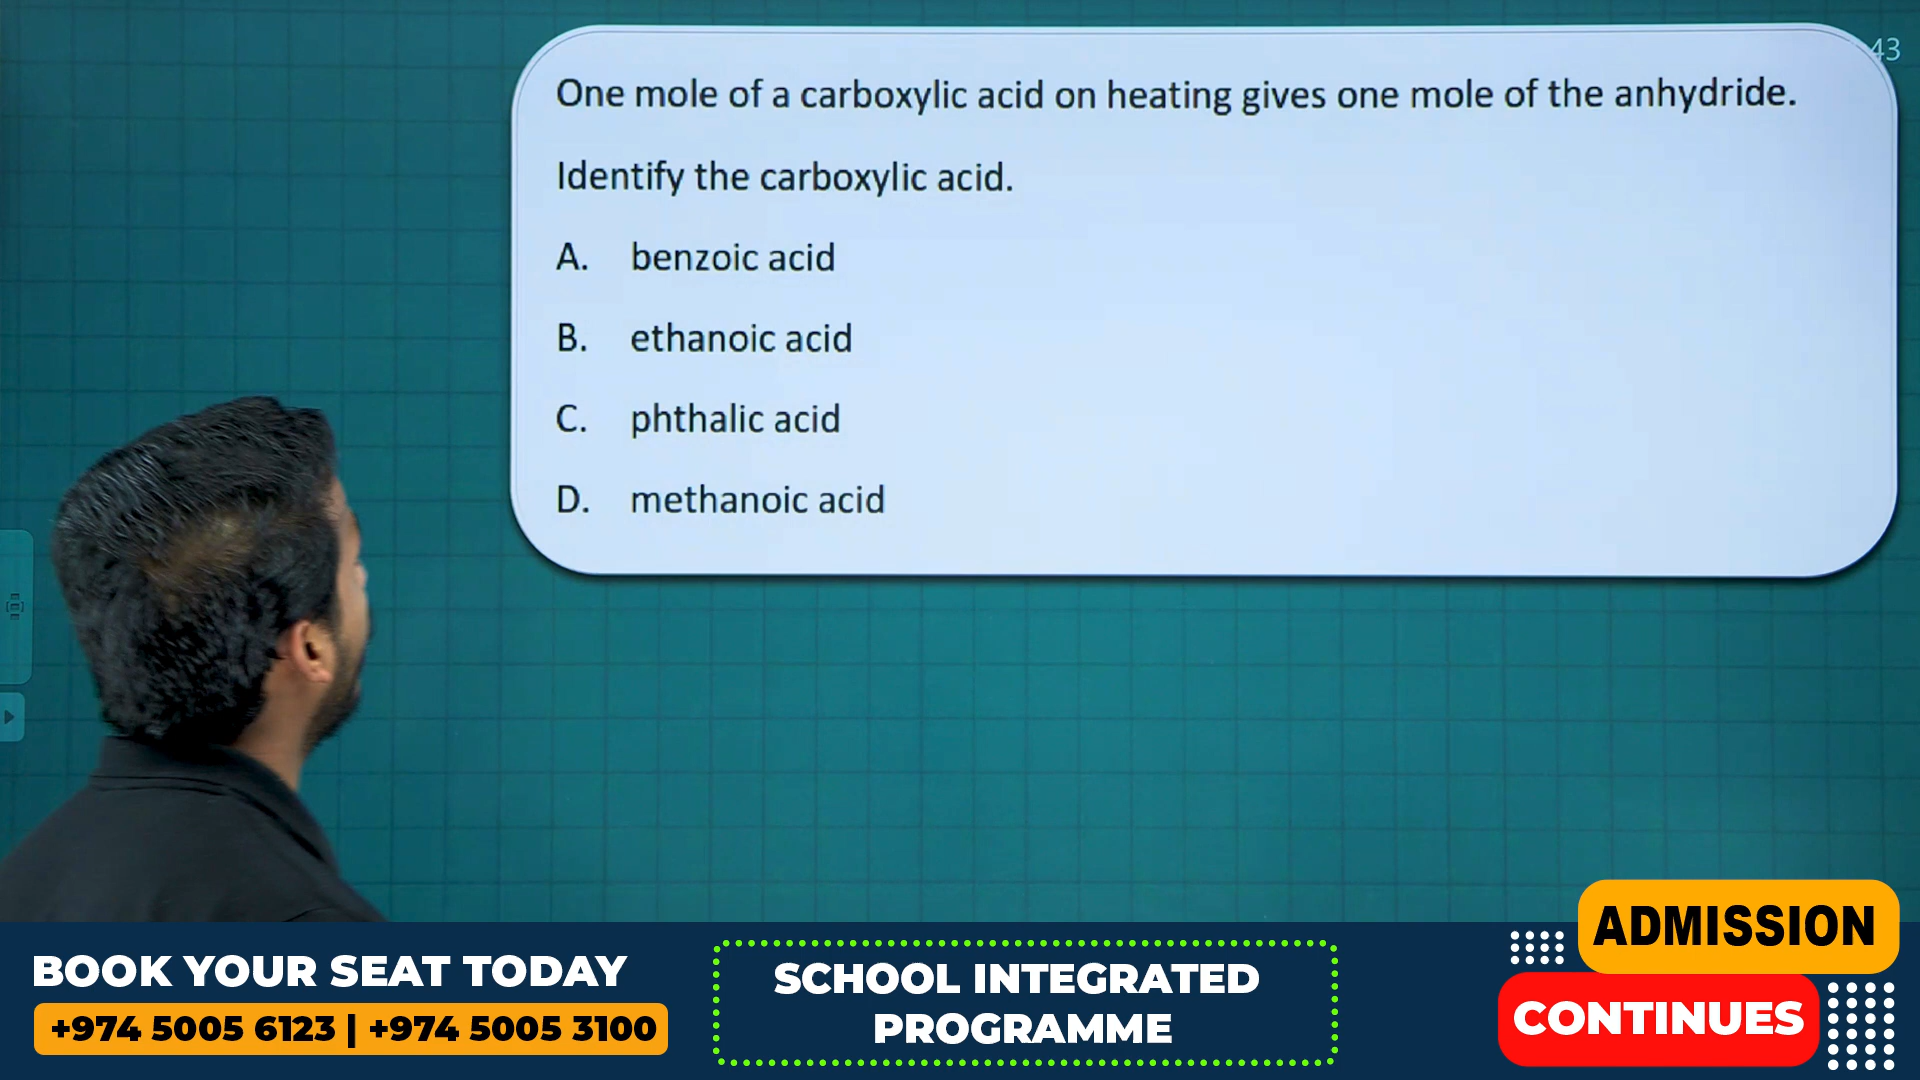 43
One mole of a carboxylic acid on heating gives one mole of the anhydride.
Identify the carboxylic acid.
A. benzoic acid
B. ethanoic acid
C. phthalic acid
D. methanoic acid
BOOK YOUR SEAT TODAY
+974 5005 6123 | +974 5005 3100
SCHOOL INTEGRATED
PROGRAMME
ADMISSION
CONTINUES